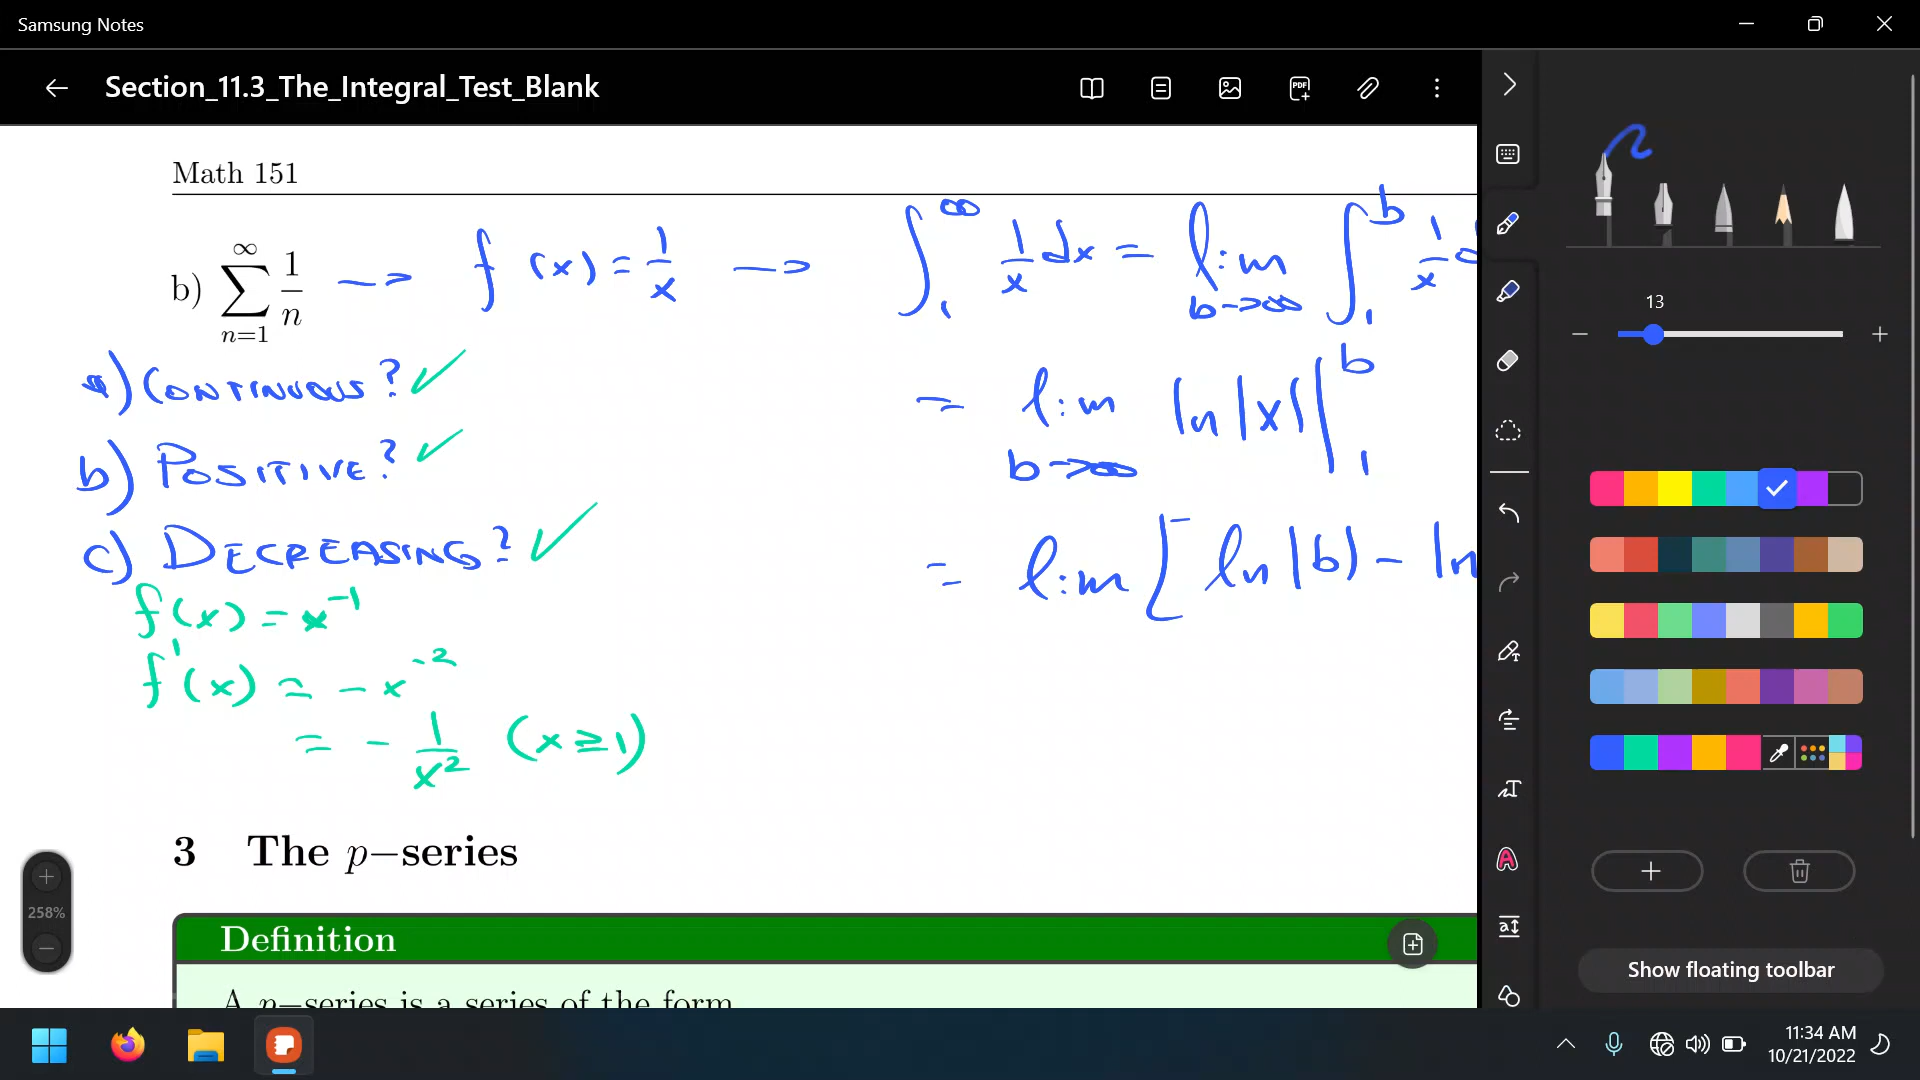 Samsung Notes
Section_11.3_The_Integral_Test_Blank
PDF
Math 151
b) ∑_{n=1}^{∞} 1/n —> f(x) = 1/x —> ∫_1^∞ 1/x dx = lim_{b→∞} ∫_1^b 1/x d
a) CONTINUOUS? ✓
= lim_{b→∞} ln|x| |_1^b
b) POSITIVE? ✓
c) DECREASING? ✓
= lim [ ln|b| - ln
f(x) = x^{-1}
f'(x) = -x^{-2}
= - 1/x^2 (x ≥ 1)
3 The p–series
Definition
A p–series is a series of the form
258%
13
Show floating toolbar
11:34 AM
10/21/2022